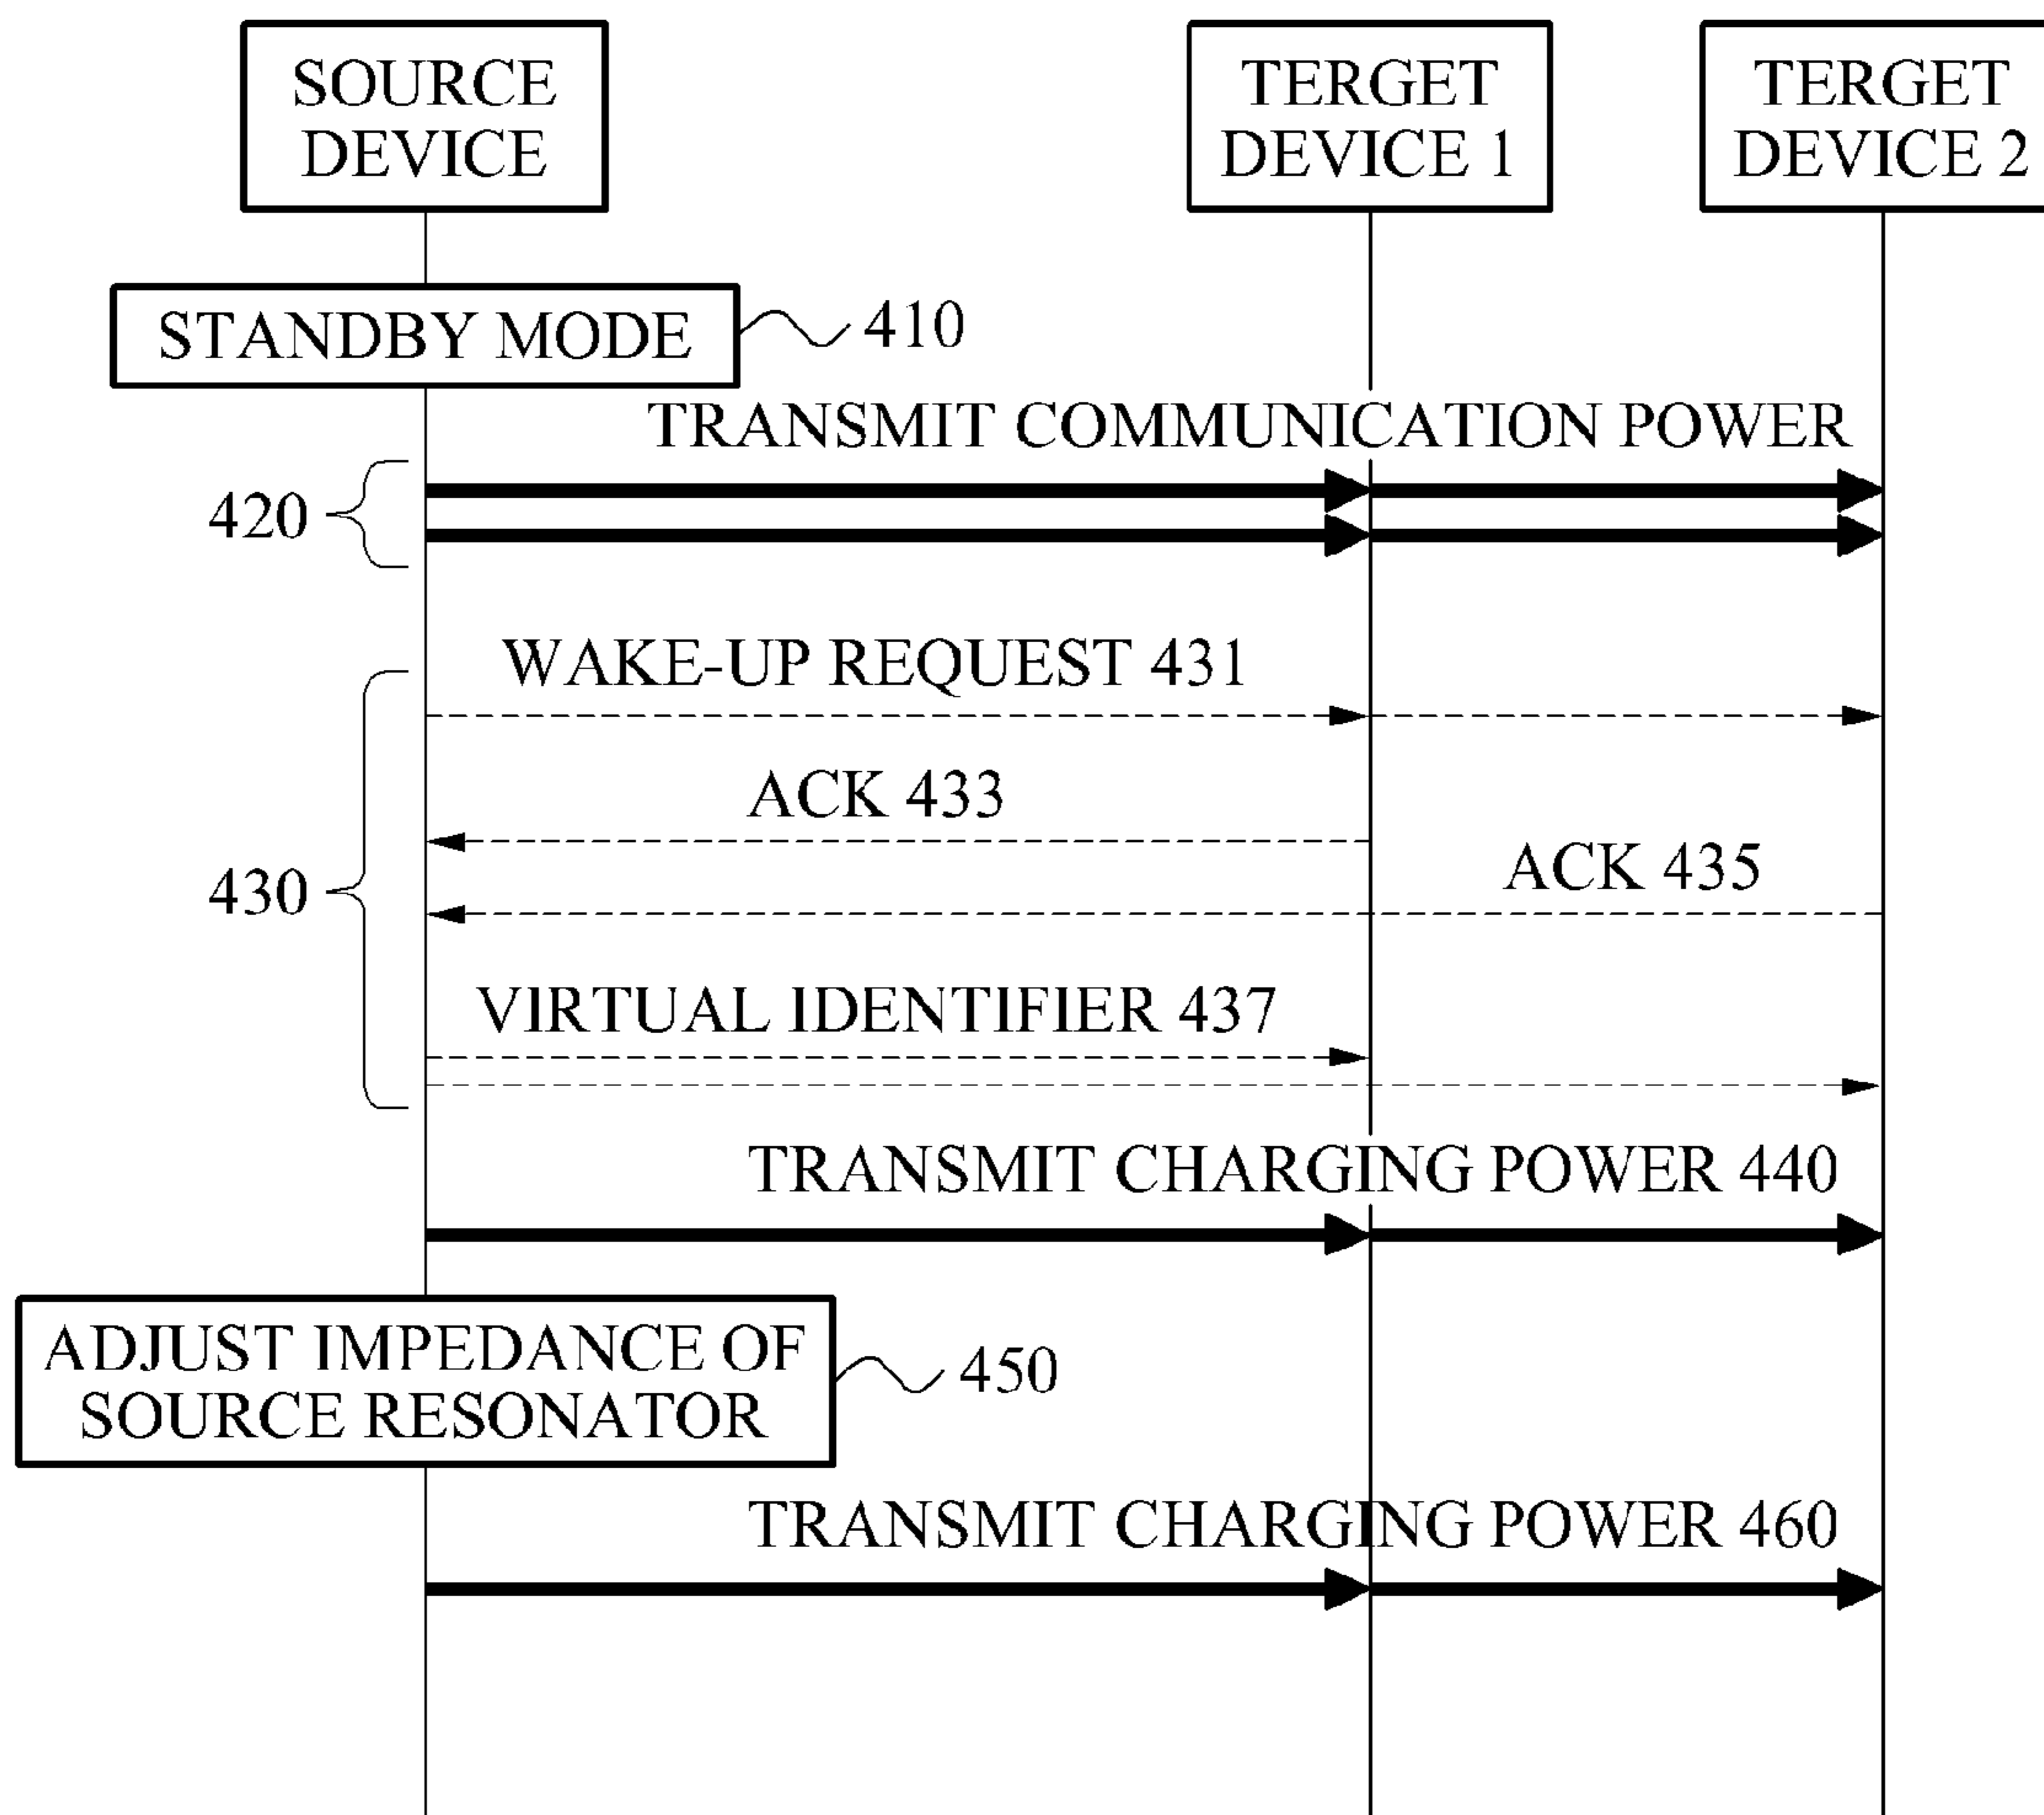 SOURCE
DEVICE
TERGET
DEVICE 1
TERGET
DEVICE 2
STANDBY MODE
410
TRANSMIT COMMUNICATION POWER
420
WAKE-UP REQUEST 431
ACK 433
ACK 435
430
VIRTUAL IDENTIFIER 437
TRANSMIT CHARGING POWER 440
ADJUST IMPEDANCE OF
SOURCE RESONATOR
450
TRANSMIT CHARGING POWER 460